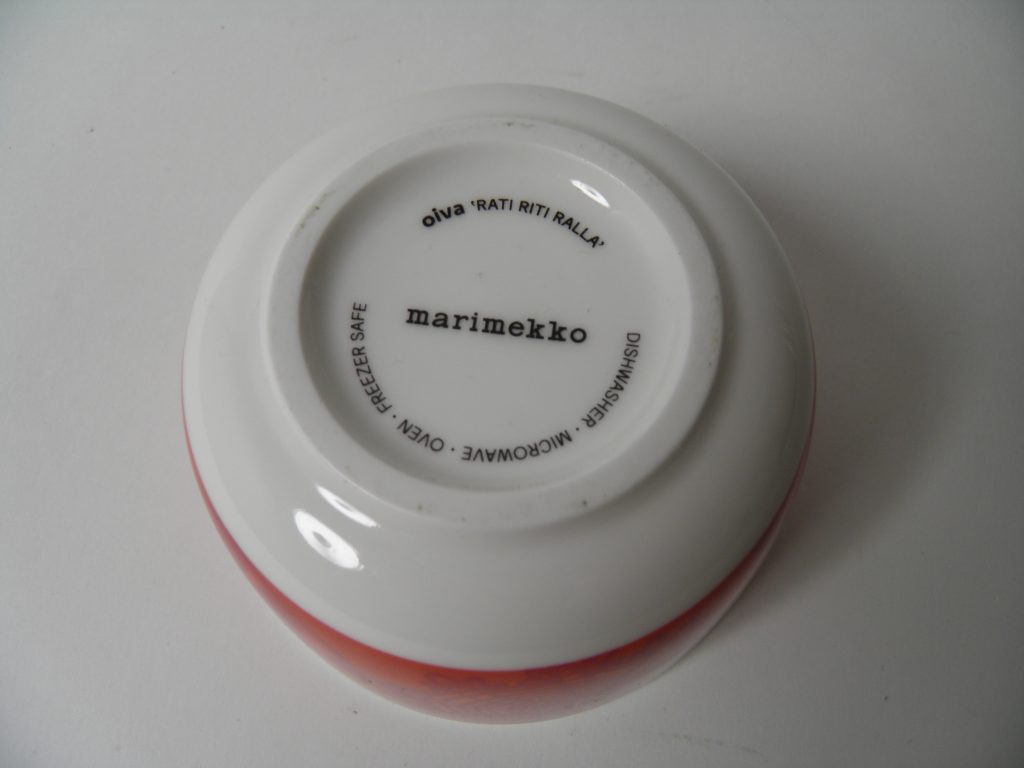 oiva 'RATI RITI RALLA'
marimekko
DISHWASHER · MICROWAVE · OVEN · FREEZER SAFE